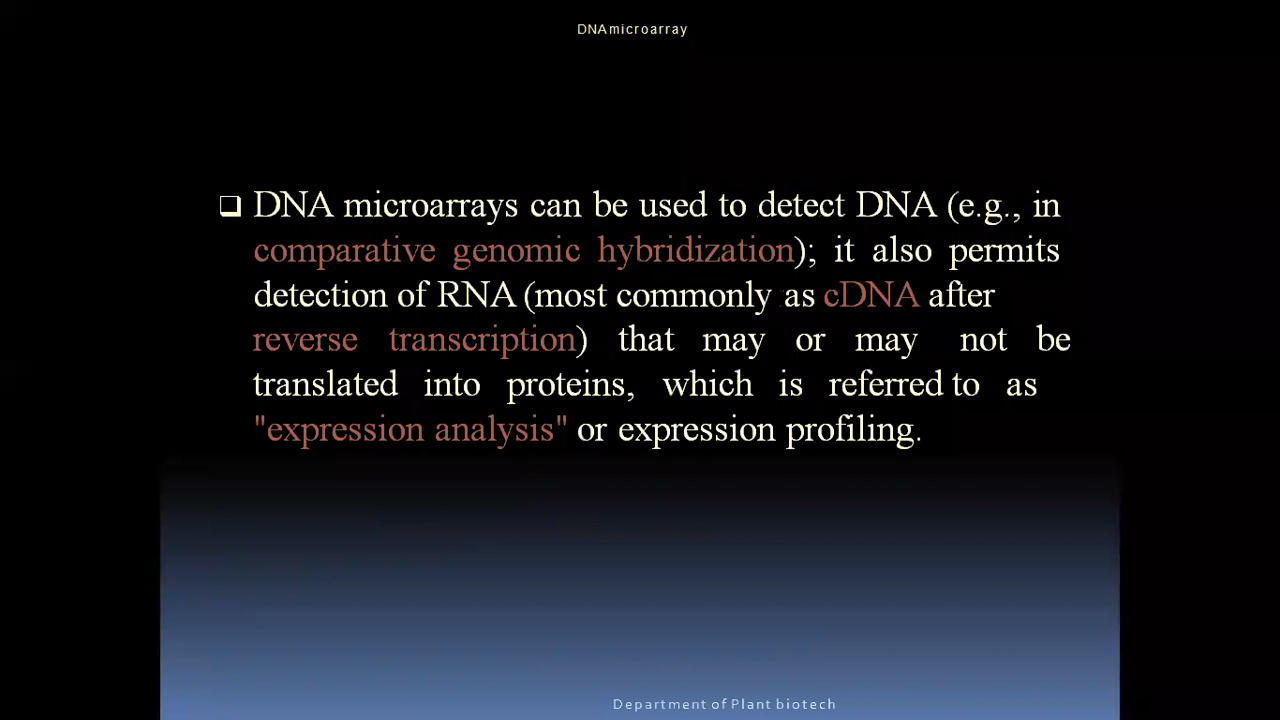 DNA microarray
❑ DNA microarrays can be used to detect DNA (e.g., in
comparative genomic hybridization); it also permits
detection of RNA (most commonly as cDNA after
reverse transcription) that may or may not be
translated into proteins, which is referred to as
"expression analysis" or expression profiling.
Department of Plant biotech